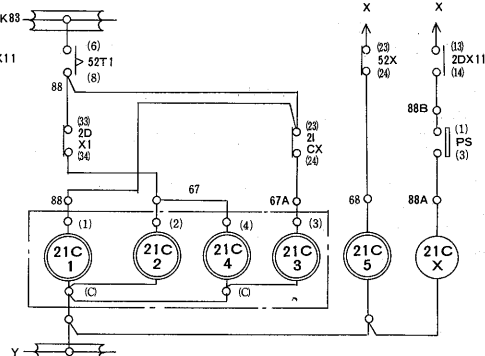 X X
K83
(6)
(23) (13)
X11
52T1
52X
2DX11
(8)
(24) (14)
88
88B
(33)
2D
X1
(34)
(23)
2I
CX
(24)
(1)
PS
(3)
88
67
67A
68
88A
(1) (2) (4) (3)
21C
1
21C
2
21C
4
21C
3
21C
5
21C
X
(C) (C)
Y